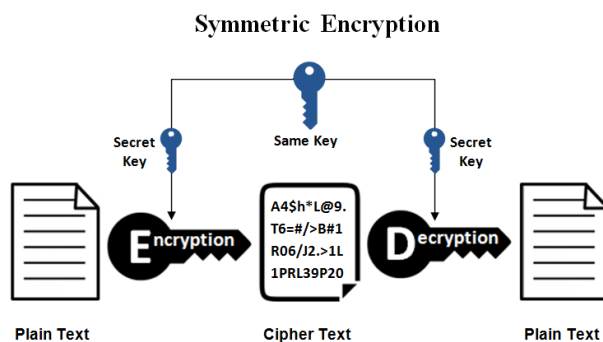 Symmetric Encryption
Secret
Key
Same Key
Secret
Key
Encryption
A4$h*L@9.
T6=#/>B#1
R06/J2.>1L
1PRL39P20
Decryption
Plain Text
Cipher Text
Plain Text